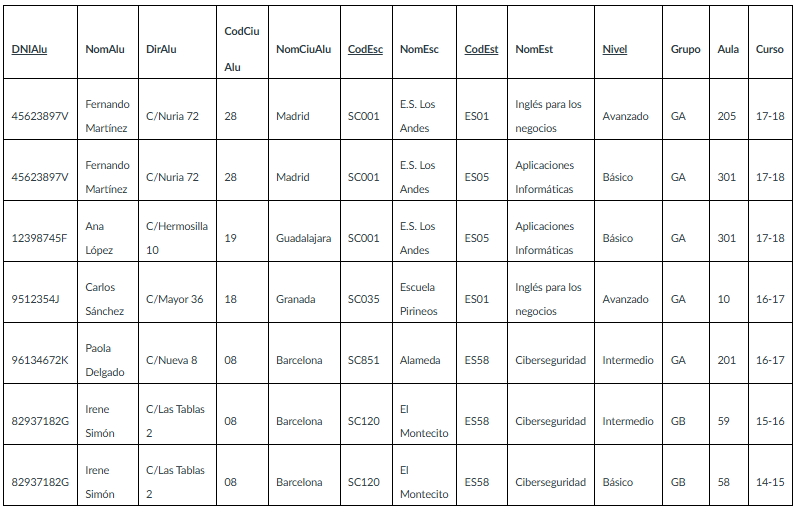 DNIAlu NomAlu DirAlu CodCiu Alu NomCiuAlu CodEsc NomEsc CodEst NomEst Nivel Grupo Aula Curso
45623897V Fernando Martínez C/Nuria 72 28 Madrid SC001 E.S. Los Andes ES01 Inglés para los negocios Avanzado GA 205 17-18
45623897V Fernando Martínez C/Nuria 72 28 Madrid SC001 E.S. Los Andes ES05 Aplicaciones Informáticas Básico GA 301 17-18
12398745F Ana López C/Hermosilla 10 19 Guadalajara SC001 E.S. Los Andes ES05 Aplicaciones Informáticas Básico GA 301 17-18
9512354J Carlos Sánchez C/Mayor 36 18 Granada SC035 Escuela Pirineos ES01 Inglés para los negocios Avanzado GA 10 16-17
96134672K Paola Delgado C/Nueva 8 08 Barcelona SC851 Alameda ES58 Ciberseguridad Intermedio GA 201 16-17
82937182G Irene Simón C/Las Tablas 2 08 Barcelona SC120 El Montecito ES58 Ciberseguridad Intermedio GB 59 15-16
82937182G Irene Simón C/Las Tablas 2 08 Barcelona SC120 El Montecito ES58 Ciberseguridad Básico GB 58 14-15